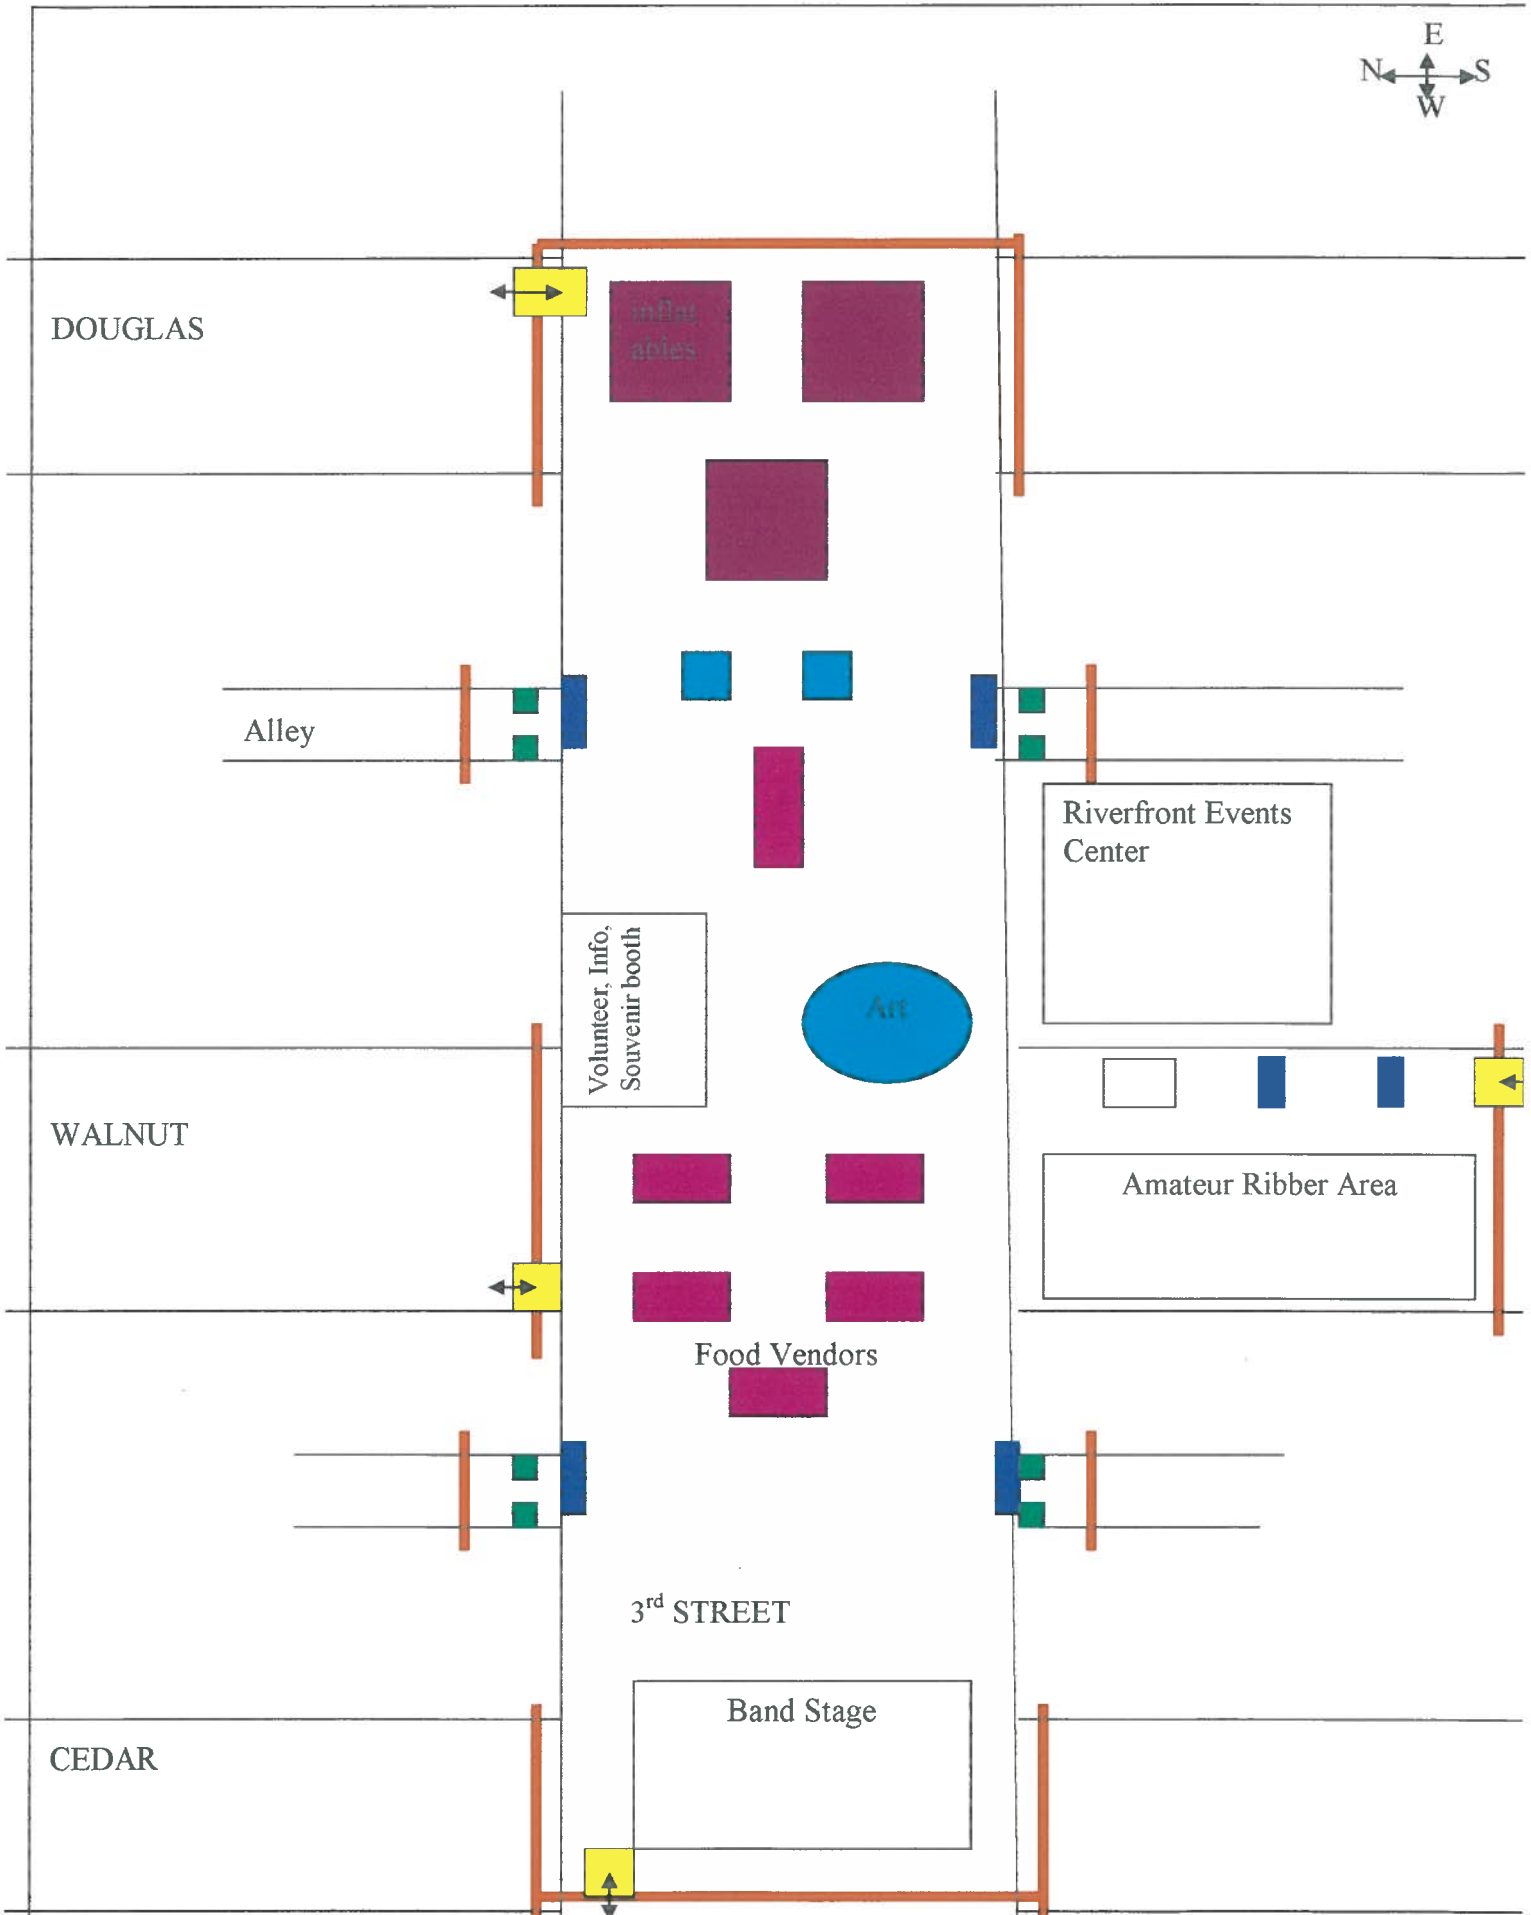 E
N S
W
inflat
ables
DOUGLAS
Alley
Riverfront Events
Center
Volunteer, Info,
Souvenir booth
Art
WALNUT
Amateur Ribber Area
Food Vendors
3rd STREET
Band Stage
CEDAR